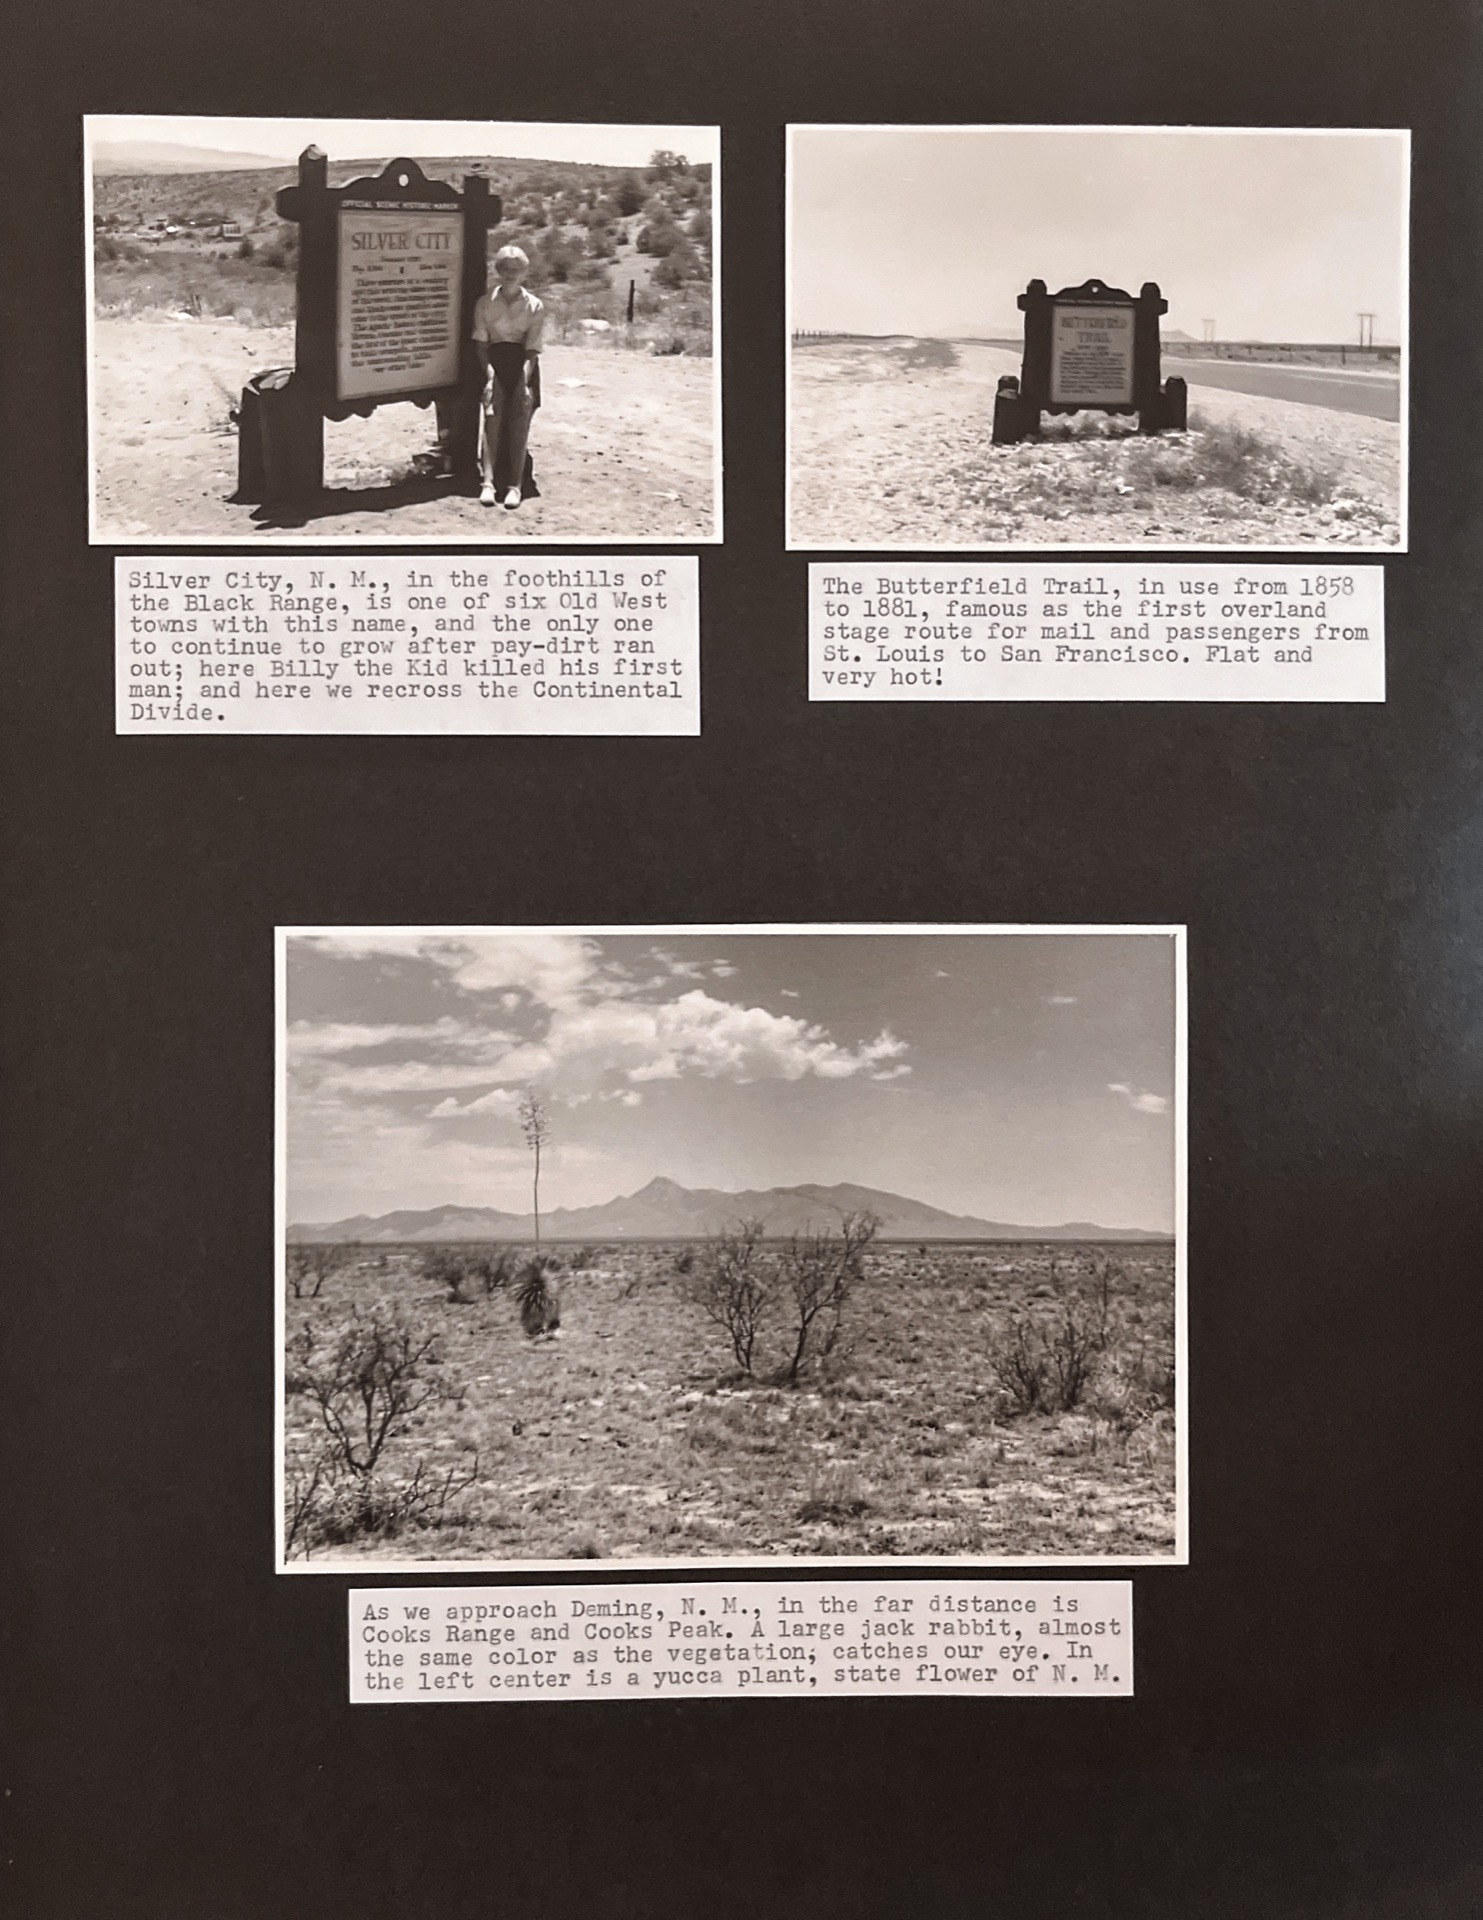 OFFICIAL SCENIC HISTORIC MARKER
SILVER CITY
Silver City, N. M., in the foothills of
the Black Range, is one of six Old West
towns with this name, and the only one
to continue to grow after pay-dirt ran
out; here Billy the Kid killed his first
man; and here we recross the Continental
Divide.
BUTTERFIELD
TRAIL
The Butterfield Trail, in use from 1858
to 1881, famous as the first overland
stage route for mail and passengers from
St. Louis to San Francisco. Flat and
very hot!
As we approach Deming, N. M., in the far distance is
Cooks Range and Cooks Peak. A large jack rabbit, almost
the same color as the vegetation; catches our eye. In
the left center is a yucca plant, state flower of N. M.